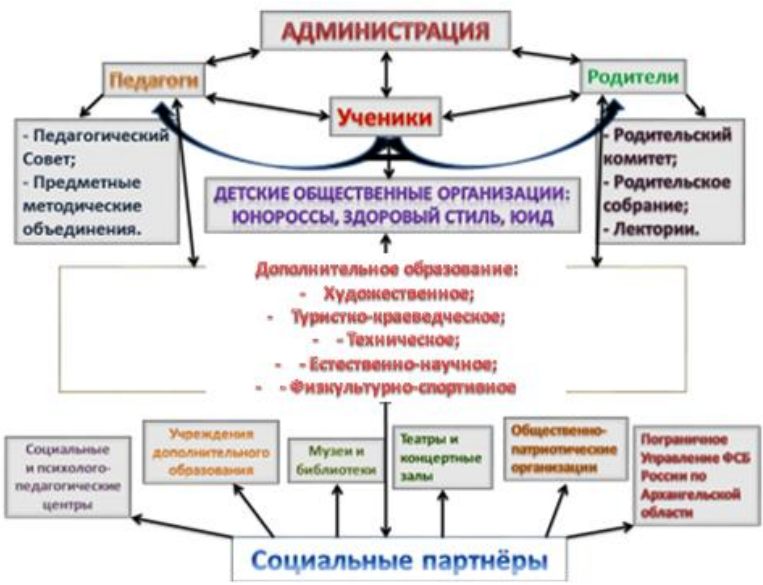 АДМИНИСТРАЦИЯ
Педагоги
Родители
Ученики
- Педагогический
Совет;
- Предметные
методические
объединения.
- Родительский
комитет;
- Родительское
собрание;
- Лектории.
ДЕТСКИЕ ОБЩЕСТВЕННЫЕ ОРГАНИЗАЦИИ:
ЮНОРОССЫ, ЗДОРОВЫЙ СТИЛЬ, ЮИД
Дополнительное образование:
- Художественное;
- Туристко-краеведческое;
- - Техническое;
- - Естественно-научное;
- - Физкультурно-спортивное
Социальные
и психолого-
педагогические
центры
Учреждения
дополнительного
образования
Музеи и
библиотеки
Театры и
концертные
залы
Общественно-
патриотические
организации
Пограничное
Управление ФСБ
России по
Архангельской
области
Социальные партнёры